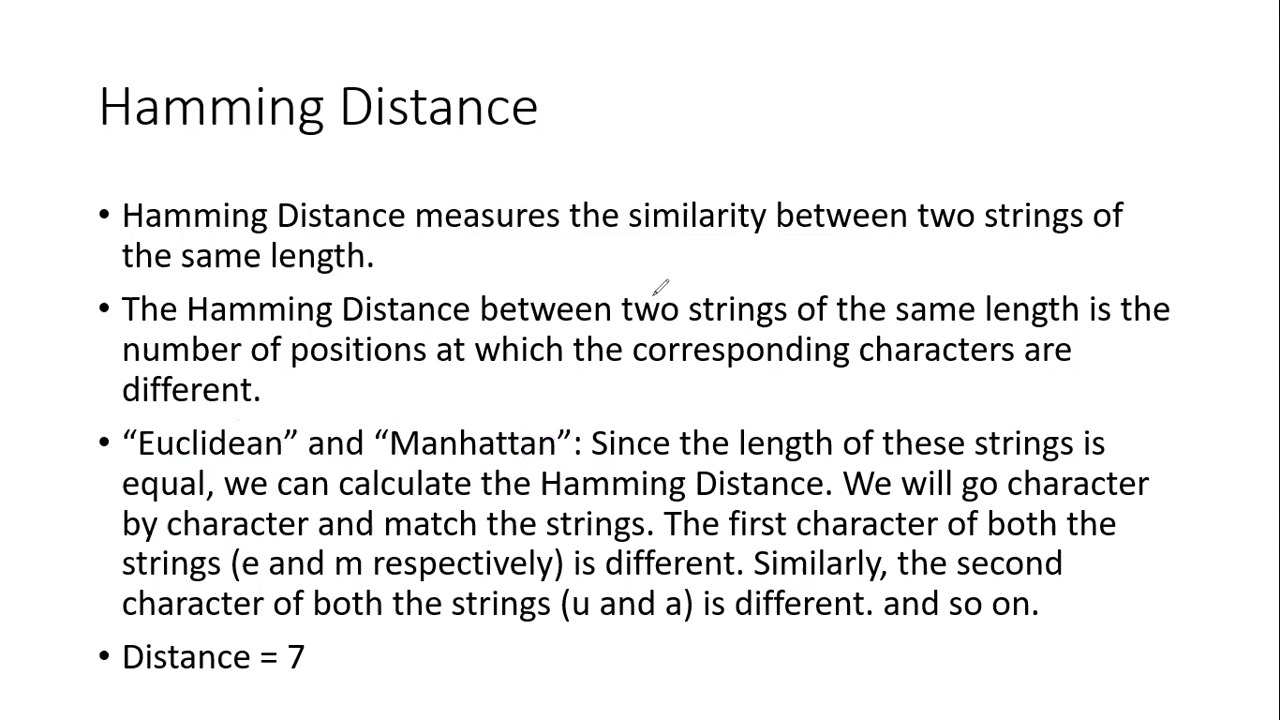 Hamming Distance
• Hamming Distance measures the similarity between two strings of
the same length.
• The Hamming Distance between two strings of the same length is the
number of positions at which the corresponding characters are
different.
• “Euclidean” and “Manhattan”: Since the length of these strings is
equal, we can calculate the Hamming Distance. We will go character
by character and match the strings. The first character of both the
strings (e and m respectively) is different. Similarly, the second
character of both the strings (u and a) is different. and so on.
• Distance = 7